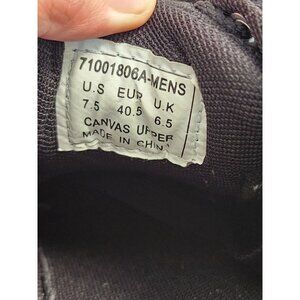 71001806A-MENS
U.S EUR U.K
7.5 40.5 6.5
CANVAS UPPER
MADE IN CHINA